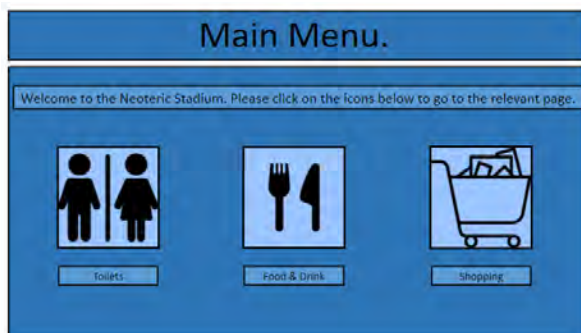 Main Menu.
Welcome to the Neoteric Stadium. Please click on the icons below to go to the relevant page.
Toilets
Food & Drink
Shopping